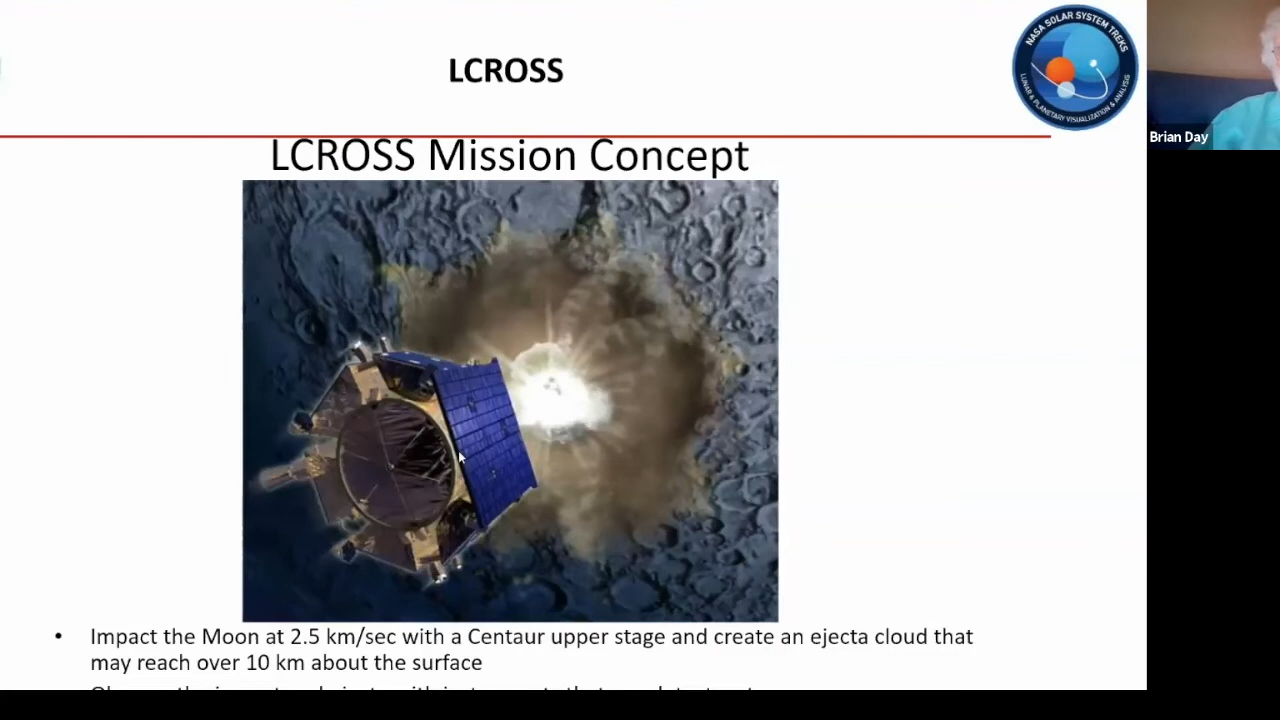 LCROSS
NASA SOLAR SYSTEM TREKS
LUNAR & PLANETARY VISUALIZATION & ANALYSIS
Brian Day
LCROSS Mission Concept
• Impact the Moon at 2.5 km/sec with a Centaur upper stage and create an ejecta cloud that
may reach over 10 km about the surface